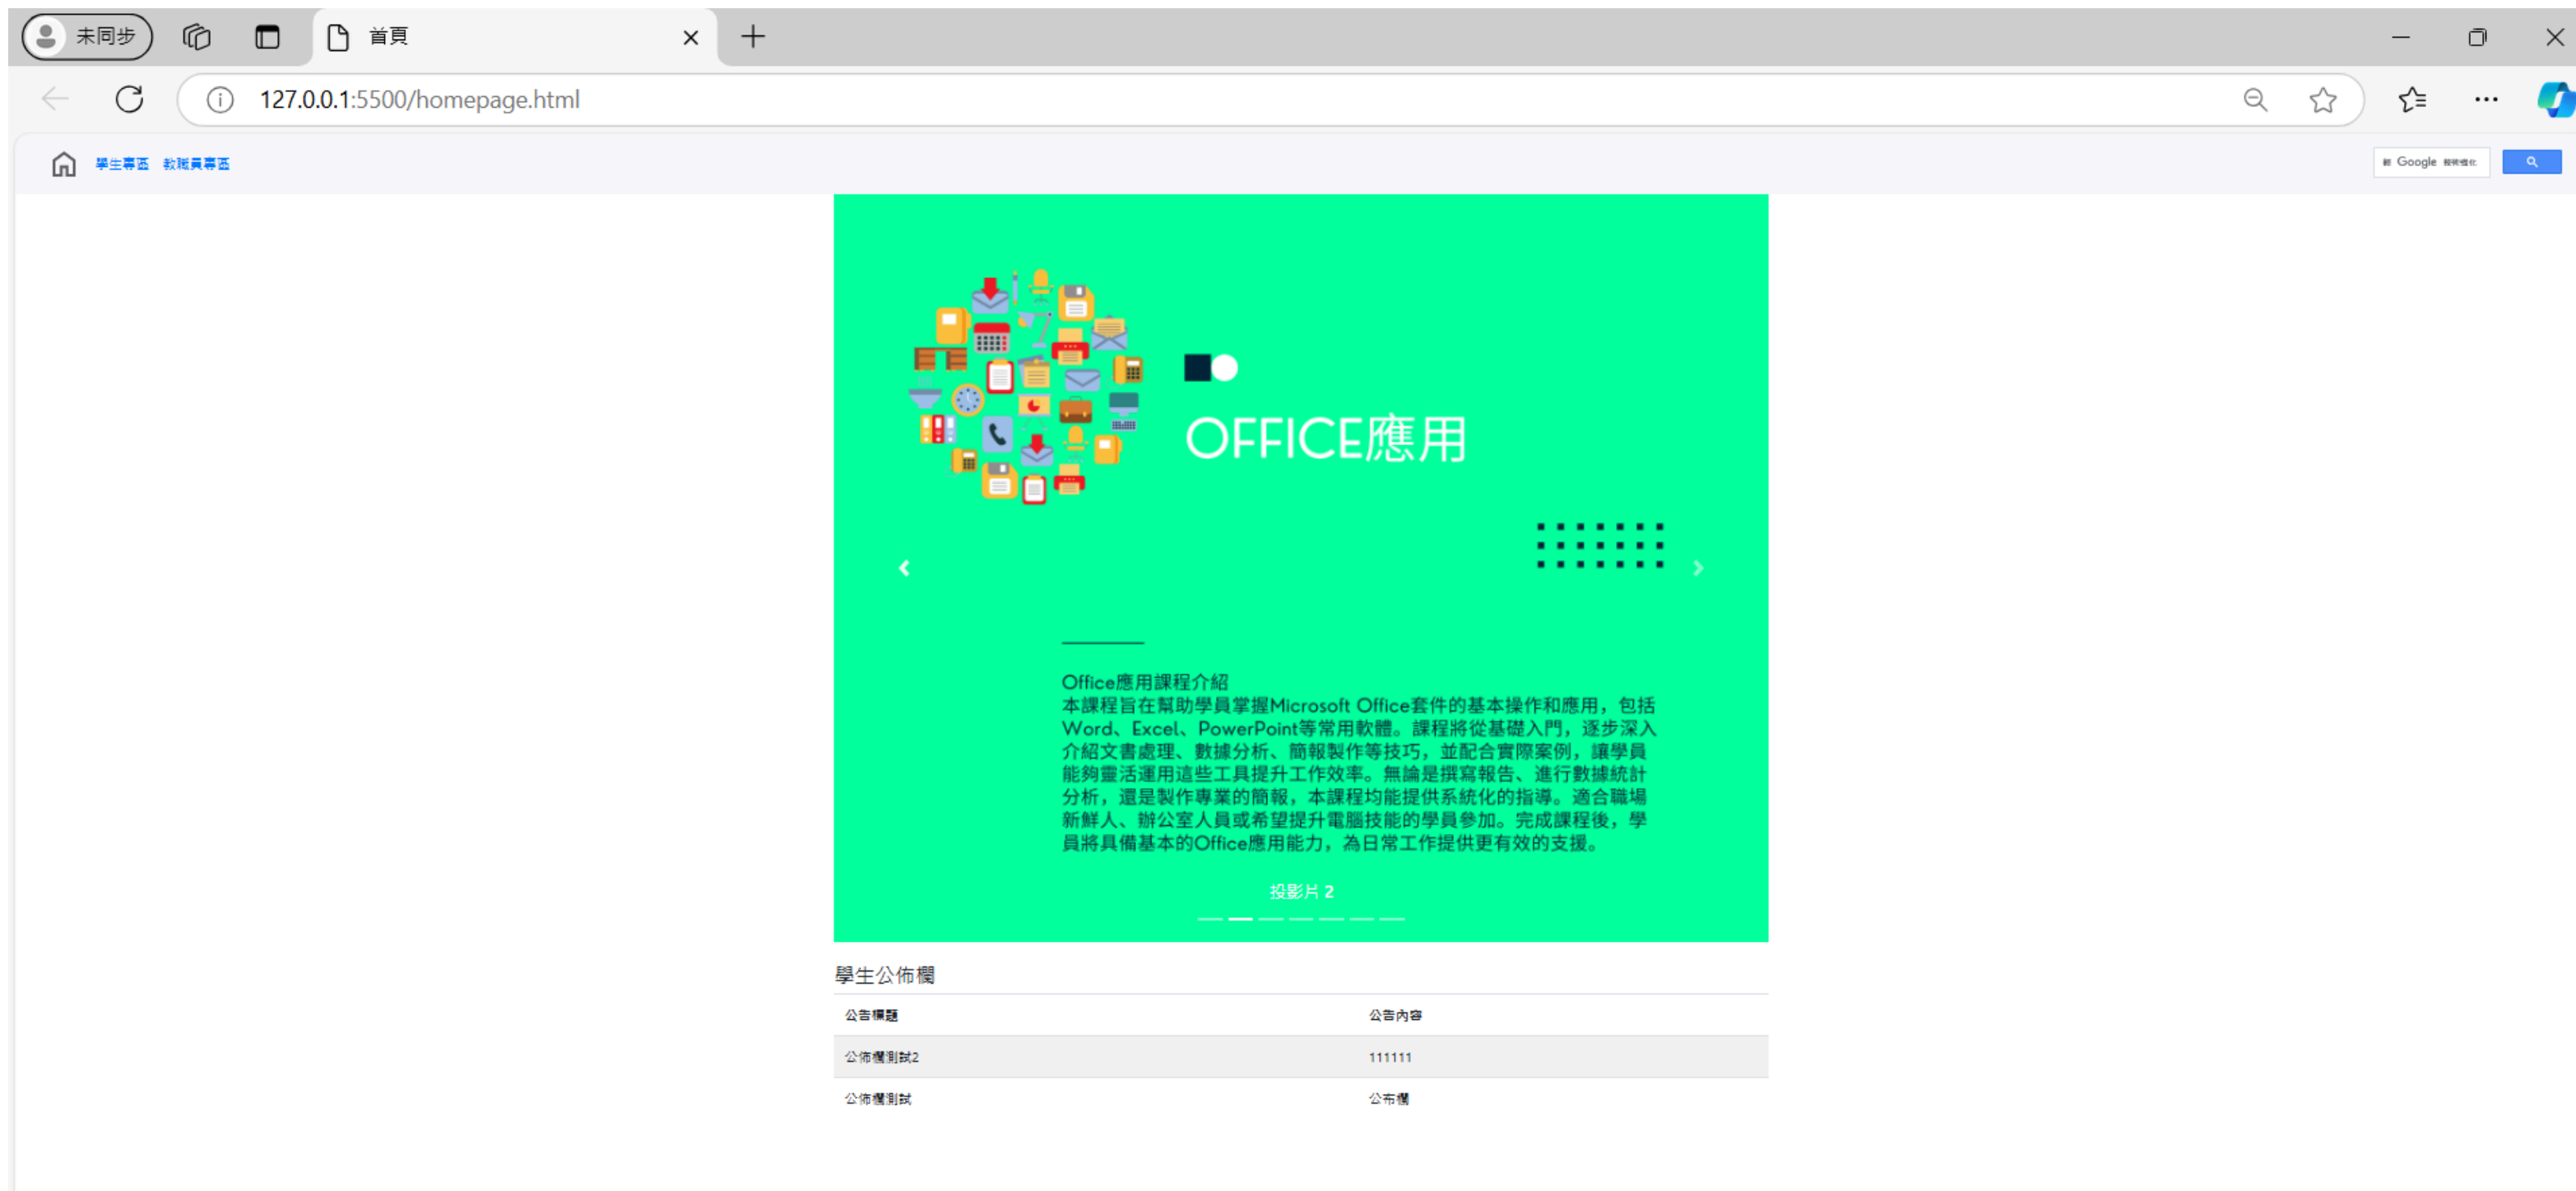 未同步
首頁
127.0.0.1:5500/homepage.html
學生專區 教職員專區
經 Google 技術強化
OFFICE應用
Office應用課程介紹
本課程旨在幫助學員掌握Microsoft Office套件的基本操作和應用，包括
Word、Excel、PowerPoint等常用軟體。課程將從基礎入門，逐步深入
介紹文書處理、數據分析、簡報製作等技巧，並配合實際案例，讓學員
能夠靈活運用這些工具提升工作效率。無論是撰寫報告、進行數據統計
分析，還是製作專業的簡報，本課程均能提供系統化的指導。適合職場
新鮮人、辦公室人員或希望提升電腦技能的學員參加。完成課程後，學
員將具備基本的Office應用能力，為日常工作提供更有效的支援。
投影片 2
學生公佈欄
公告標題 公告內容
公佈欄測試2 111111
公佈欄測試 公布欄